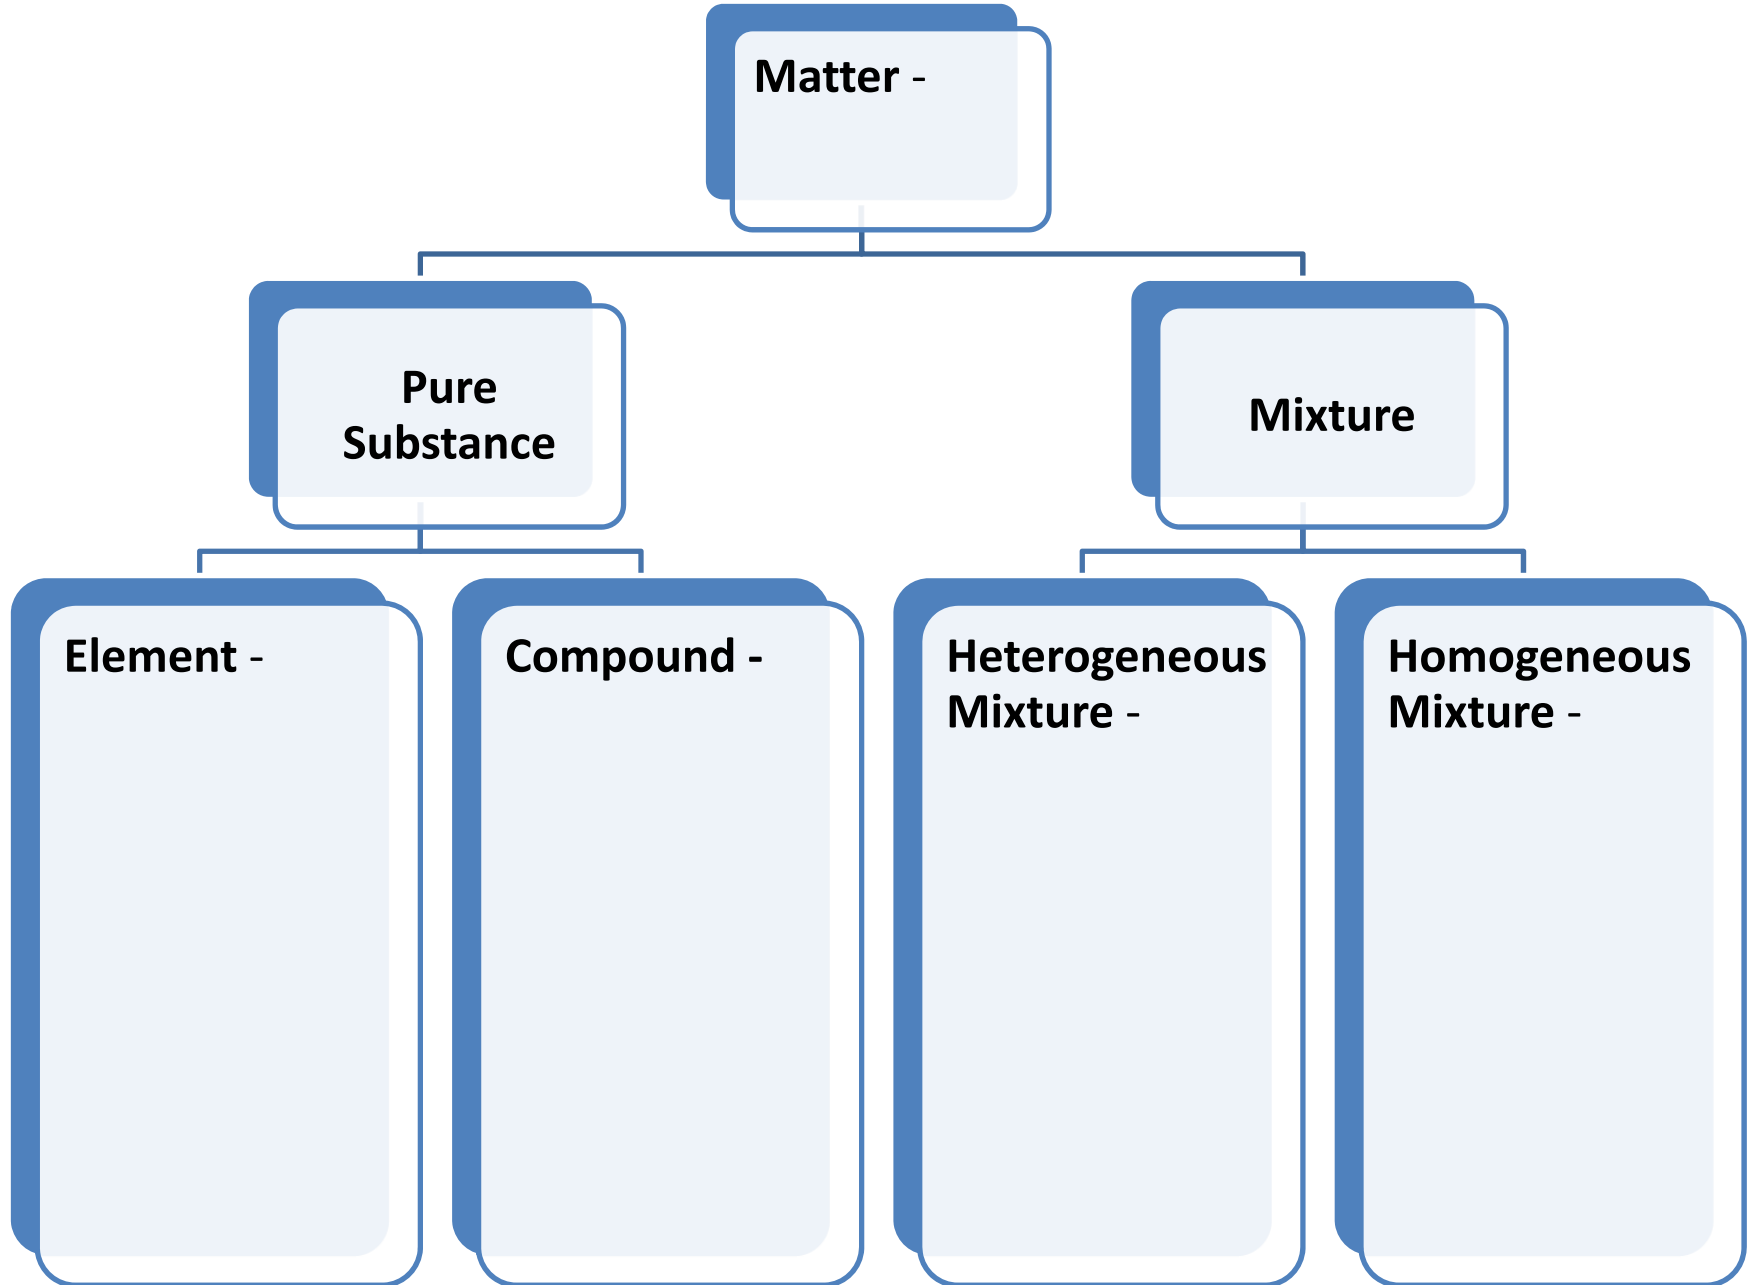 Matter -
Pure
Substance
Mixture
Element -
Compound -
Heterogeneous
Mixture -
Homogeneous
Mixture -